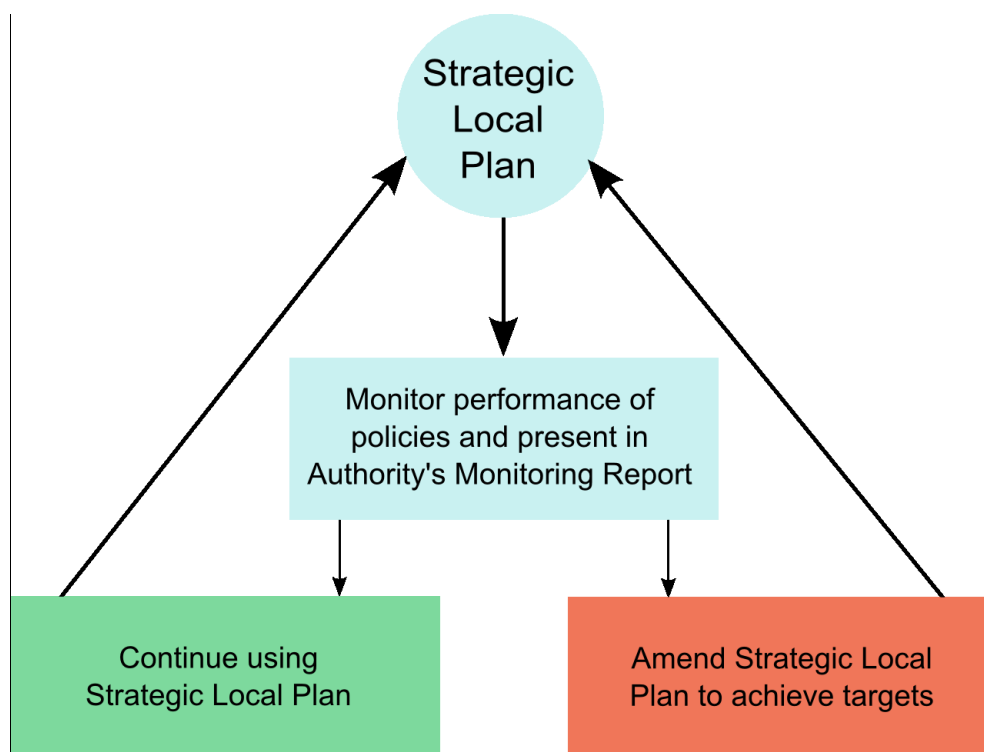 Strategic
Local
Plan
Monitor performance of
policies and present in
Authority's Monitoring Report
Continue using
Strategic Local Plan
Amend Strategic Local
Plan to achieve targets